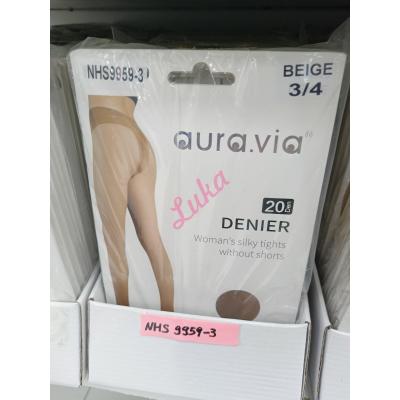 NHS9959-3
BEIGE
3/4
aura.via
20 Den
DENIER
Woman's silky tights
without shorts
Luka
NHS 9959-3